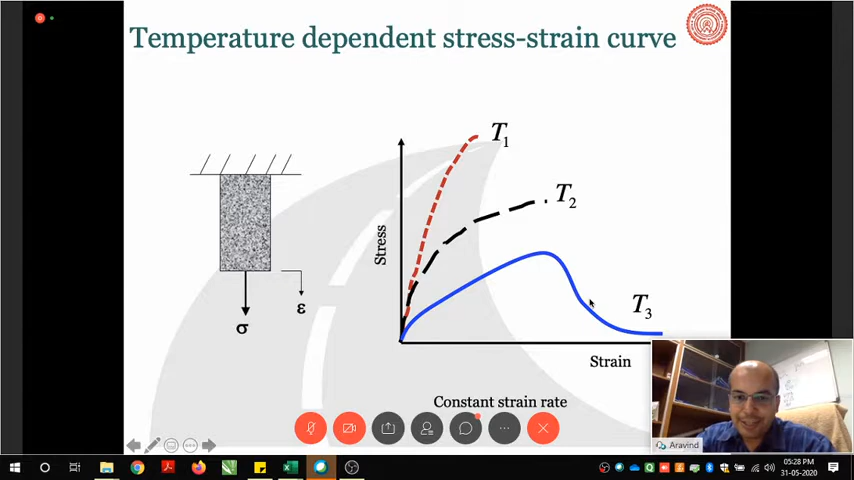 Temperature dependent stress-strain curve
T1
T2
T3
Stress
σ
ε
Strain
Constant strain rate
Aravind
05:28 PM
31-05-2020